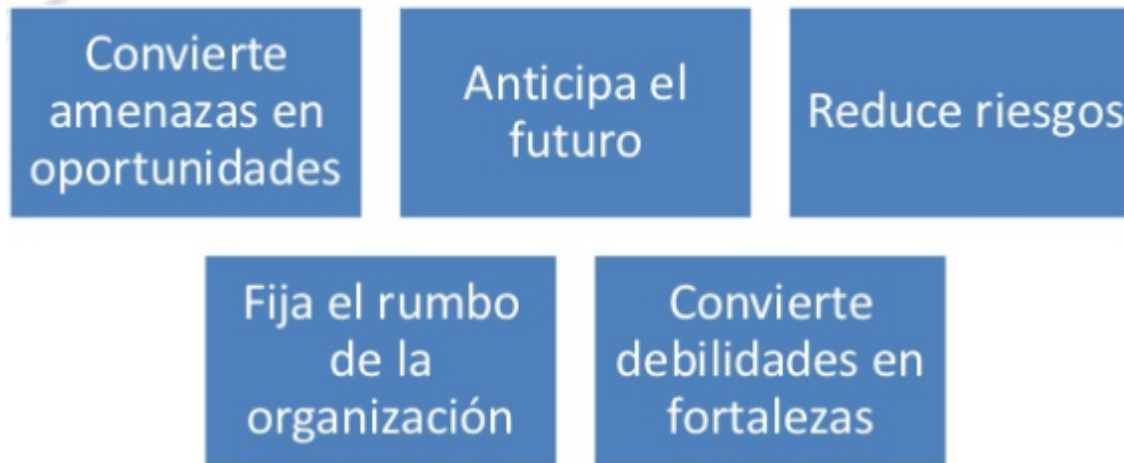 Convierte
amenazas en
oportunidades
Anticipa el
futuro
Reduce riesgos
Fija el rumbo
de la
organización
Convierte
debilidades en
fortalezas